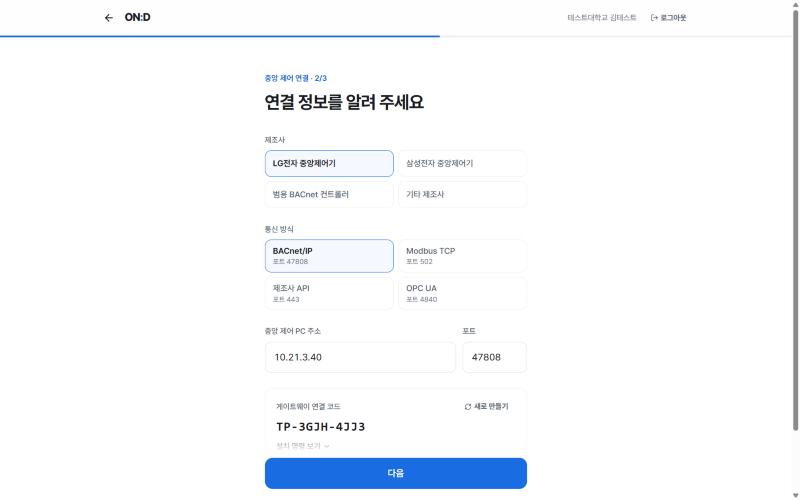 ON:D
테스트대학교 김테스트
로그아웃
중앙 제어 연결 · 2/3
연결 정보를 알려 주세요
제조사
LG전자 중앙제어기
삼성전자 중앙제어기
범용 BACnet 컨트롤러
기타 제조사
통신 방식
BACnet/IP
포트 47808
Modbus TCP
포트 502
제조사 API
포트 443
OPC UA
포트 4840
중앙 제어 PC 주소
포트
10.21.3.40
47808
게이트웨이 연결 코드
새로 만들기
TP-3GJH-4JJ3
설치 명령 보기
다음